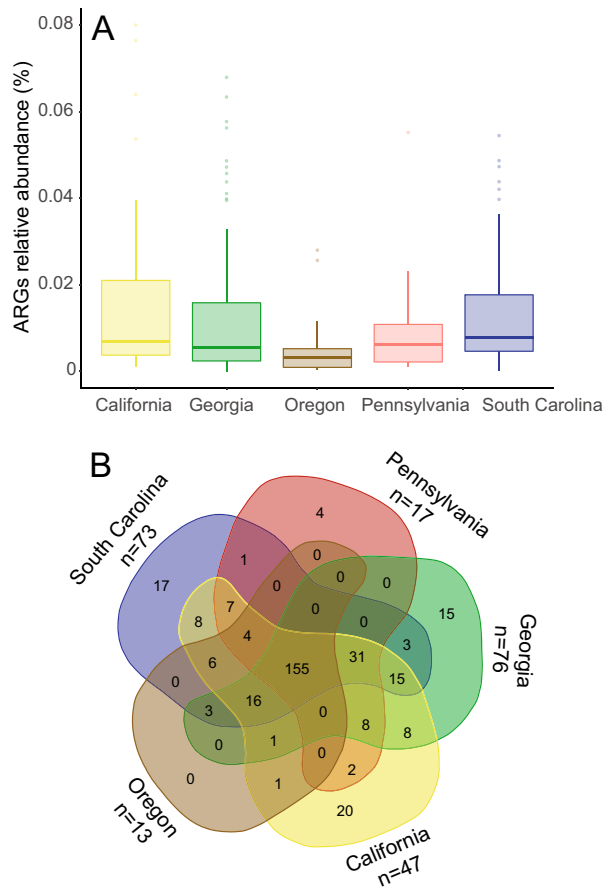 A
ARGs relative abundance (%)
0.08
0.06
0.04
0.02
0
California Georgia Oregon Pennsylvania South Carolina
B
South Carolina
n=73
Pennsylvania
n=17
Georgia
n=76
Oregon
n=13
California
n=47
4
0
1 0 0 0
17 15
7 0 0
8 4 3
6 155 31 15
0 16
3 0 8 8
0 1 0
0 1 2
20